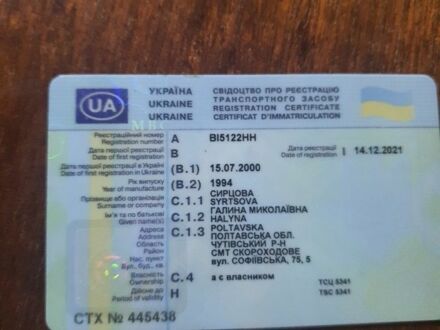 UA
УКРАЇНА СВІДОЦТВО ПРО РЕЄСТРАЦІЮ
UKRAINE ТРАНСПОРТНОГО ЗАСОБУ
UKRAINE REGISTRATION CERTIFICATE
CERTIFICAT D'IMMATRICULATION
МВС
Реєстраційний номер
Registration number A BI5122HH
Дата першої реєстрації
Date of first registration B
Дата реєстрації
Date of registration I 14.12.2021
Дата першої реєстрації в Україні
Date of first registration in Ukraine (B.1) 15.07.2000
Рік випуску
Year of manufacture (B.2) 1994
Прізвище або організація СИРЦОВА
Surname or company C.1.1 SYRTSOVA
Ім'я та по батькові ГАЛИНА МИКОЛАЇВНА
Given name(s) C.1.2 HALYNA
Адреса C.1.3 POLTAVSKA
Address ПОЛТАВСЬКА ОБЛ.
Область ЧУТІВСЬКИЙ Р-Н
Район СМТ СКОРОХОДОВЕ
Нас. пункт вул. СОФІЇВСЬКА, 75, 5
Вул., буд., кв.
Власність
Ownership C.4 а є власником ТСЦ 5341
Дійсне до
Period of validity H TSC 5341
СТХ № 445438